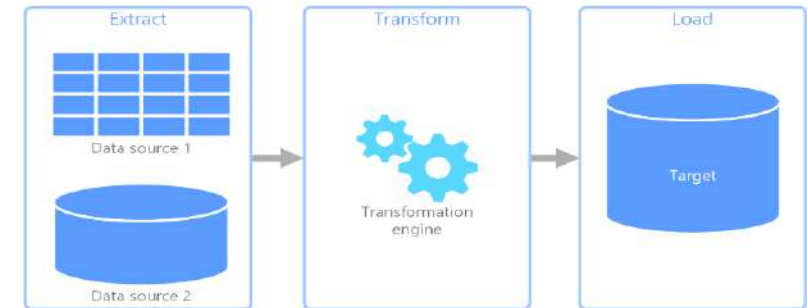 Extract
Data source 1
Data source 2
Transform
Transformation
engine
Load
Target